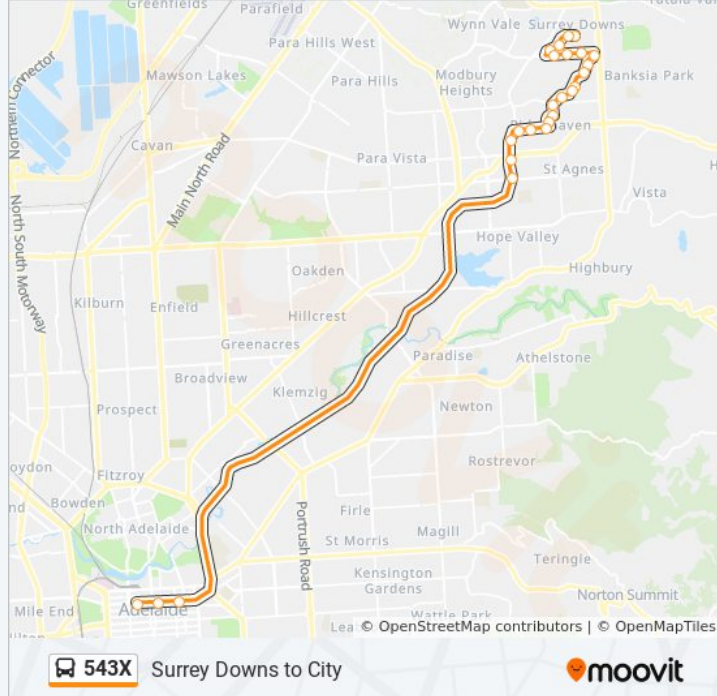 Greenfields
Parafield
Wynn Vale
Surrey Downs
Para Hills West
Northern Connector
Mawson Lakes
Modbury
Heights
Banksia Park
Para Hills
Cavan
Main North Road
Para Vista
St Agnes
Vista
North South Motorway
Hope Valley
Oakden
Highbury
Kilburn
Enfield
Hillcrest
Greenacres
Paradise
Athelstone
Broadview
Klemzig
Newton
Prospect
Rostrevor
oydon
Fitzroy
Bowden
Portrush Road
Firle
North Adelaide
St Morris
Magill
Teringie
Kensington
Gardens
Norton Summit
Mile End
Adelaide
Wattle Park
Lea
© OpenStreetMap contributors | © OpenMapTiles
543X
Surrey Downs to City
moovit